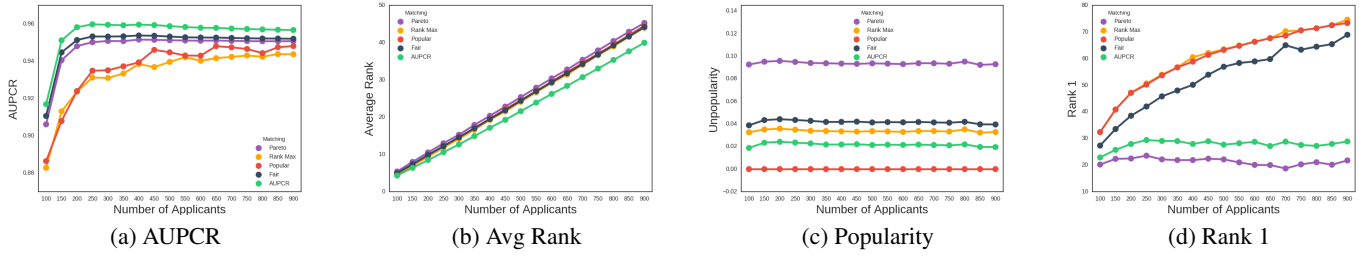 0.96
0.94
0.92
0.90
0.88
AUPCR
Matching
Pareto
Rank Max
Popular
Fair
AUPCR
100 150 200 250 300 350 400 450 500 550 600 650 700 750 800 850 900
Number of Applicants
(a) AUPCR
50
40
30
20
10
0
Average Rank
Matching
Pareto
Rank Max
Popular
Fair
AUPCR
100 150 200 250 300 350 400 450 500 550 600 650 700 750 800 850 900
Number of Applicants
(b) Avg Rank
0.14
0.12
0.10
0.08
0.06
0.04
0.02
0.00
−0.02
Unpopularity
Matching
Pareto
Rank Max
Popular
Fair
AUPCR
100 150 200 250 300 350 400 450 500 550 600 650 700 750 800 850 900
Number of Applicants
(c) Popularity
80
70
60
50
40
30
20
10
Rank 1
Matching
Pareto
Rank Max
Popular
Fair
AUPCR
100 150 200 250 300 350 400 450 500 550 600 650 700 750 800 850 900
Number of Applicants
(d) Rank 1